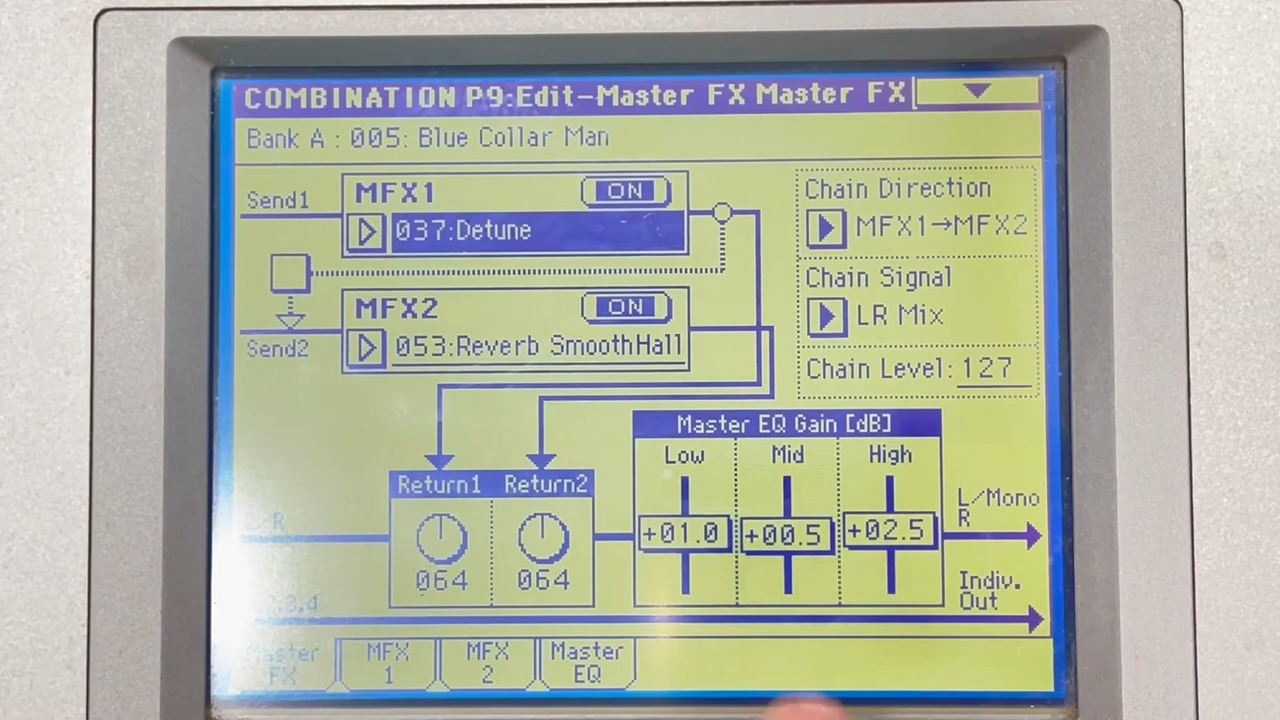 COMBINATION P9:Edit-Master FX Master FX
Bank A : 005: Blue Collar Man
Send1
MFX1
ON
037:Detune
MFX2
ON
Send2
053:Reverb SmoothHall
Chain Direction
MFX1→MFX2
Chain Signal
LR Mix
Chain Level: 127
Master EQ Gain [dB]
Low Mid High
+01.0 +00.5 +02.5
Return1 Return2
064 064
L/R
L/Mono
R
Indiv.
Out
Master
FX
MFX
1
MFX
2
Master
EQ